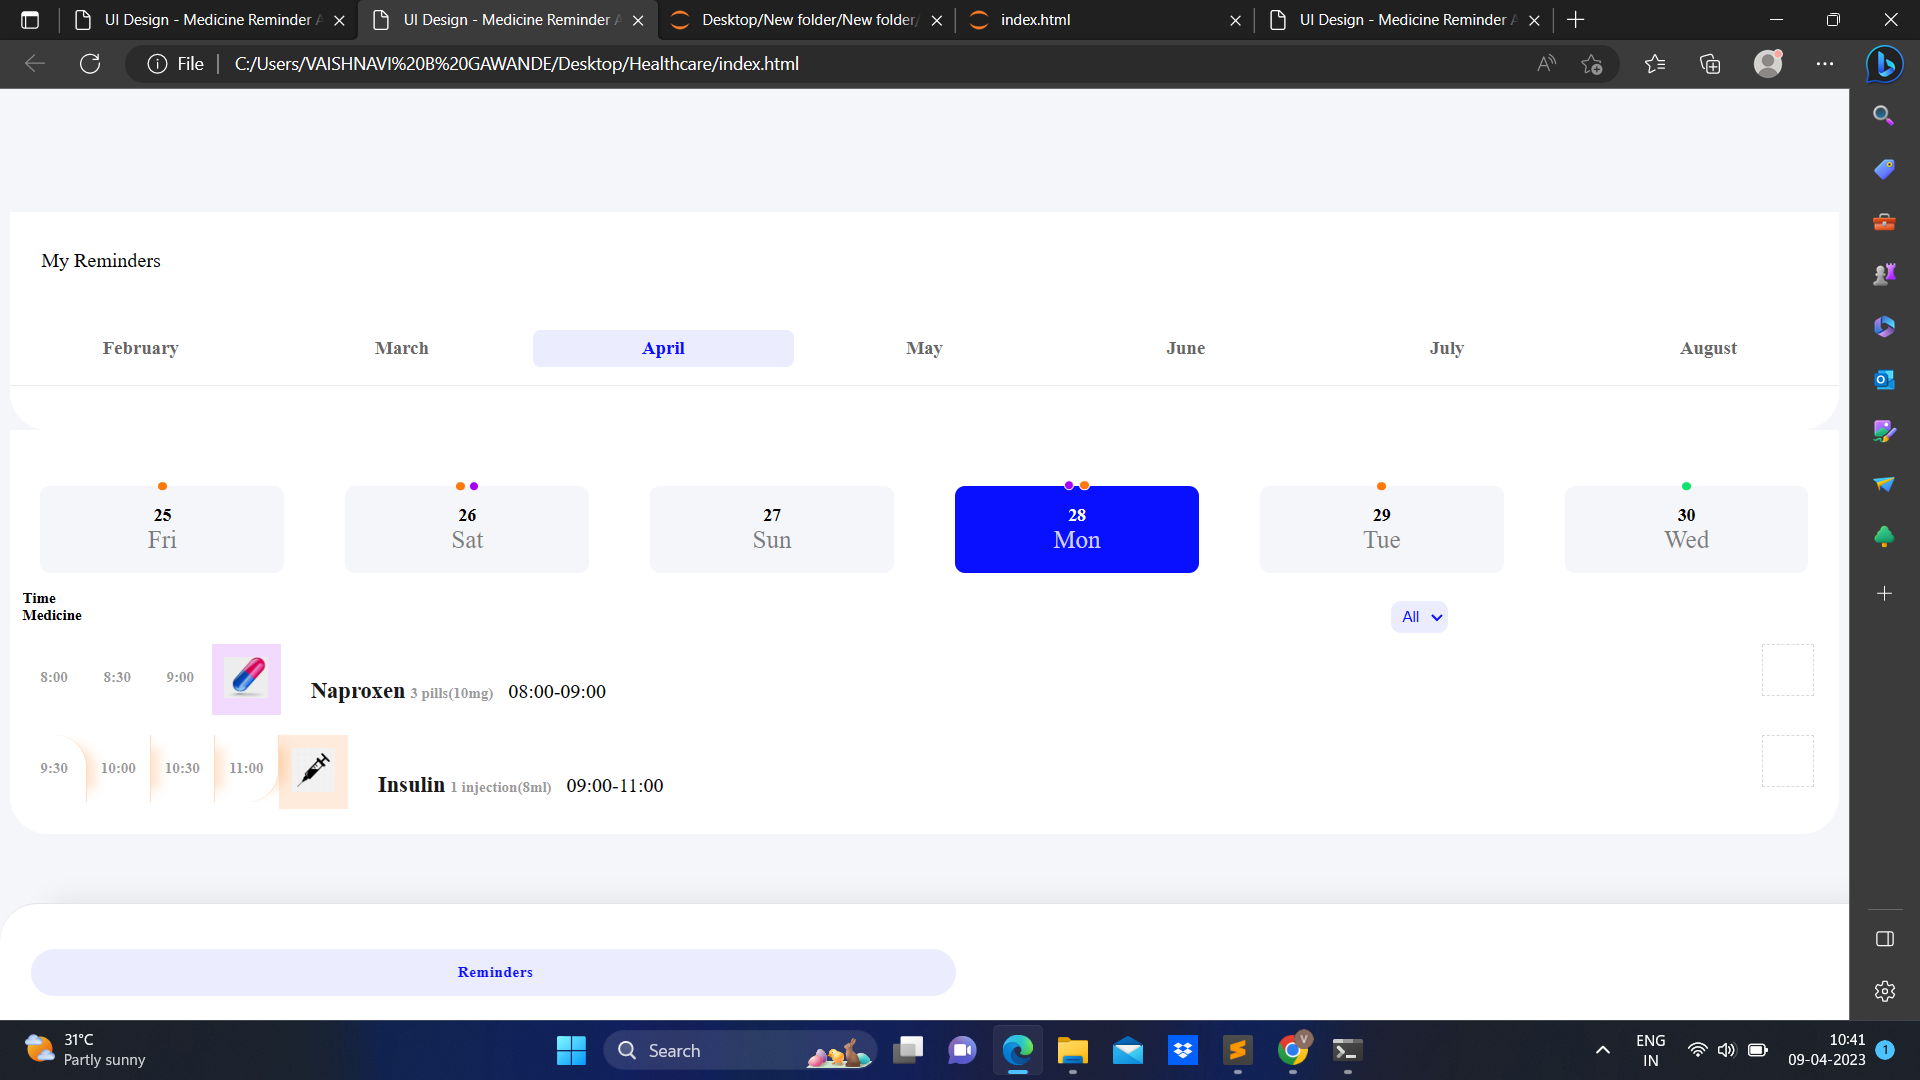 UI Design - Medicine Reminder A
UI Design - Medicine Reminder A
Desktop/New folder/New folder/
index.html
UI Design - Medicine Reminder A
File
C:/Users/VAISHNAVI%20B%20GAWANDE/Desktop/Healthcare/index.html
My Reminders
February March April May June July August
25 26 27 28 29 30
Fri Sat Sun Mon Tue Wed
Time
Medicine
All
8:00 8:30 9:00 Naproxen 3 pills(10mg) 08:00-09:00
9:30 10:00 10:30 11:00 Insulin 1 injection(8ml) 09:00-11:00
Reminders
31°C
Partly sunny
Search
ENG
IN
10:41
09-04-2023
1